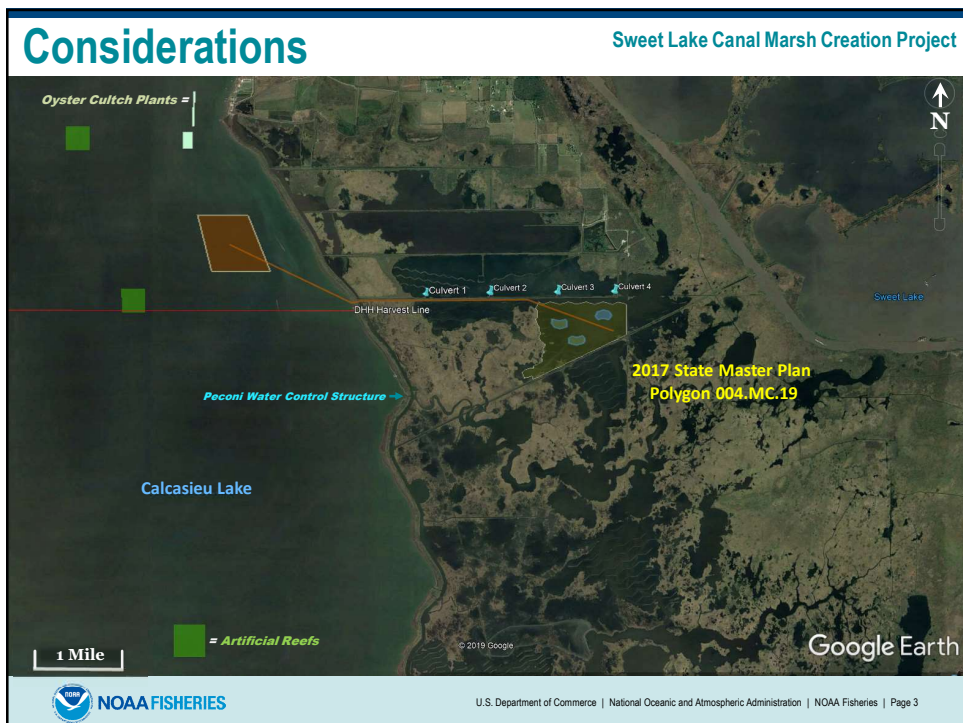 Considerations
Sweet Lake Canal Marsh Creation Project
Oyster Cultch Plants =
N
Culvert 1
Culvert 2
Culvert 3
Culvert 4
Sweet Lake
DHH Harvest Line
2017 State Master Plan
Polygon 004.MC.19
Peconi Water Control Structure
Calcasieu Lake
= Artificial Reefs
1 Mile
© 2019 Google
Google Earth
NOAA
NOAA FISHERIES
U.S. Department of Commerce | National Oceanic and Atmospheric Administration | NOAA Fisheries | Page 3